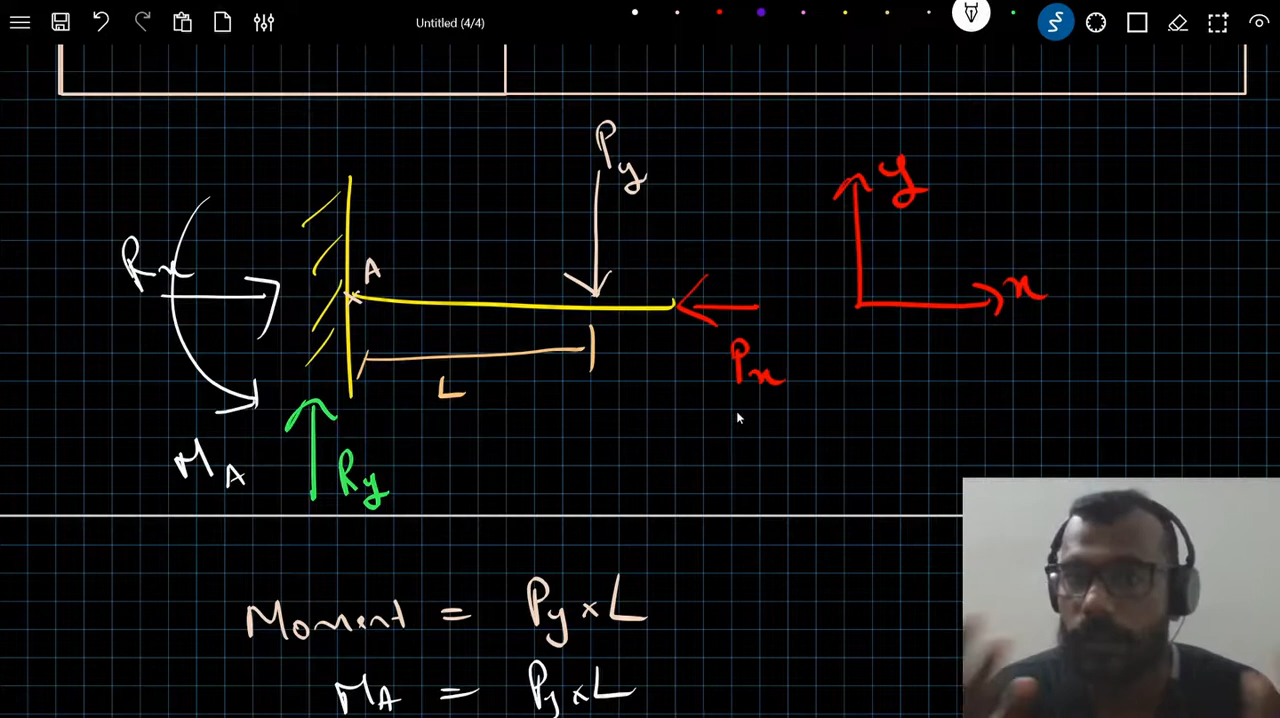 Untitled (4/4)
Py
y
Rx
A
x
L
Px
MA
Ry
Moment = Py × L
MA = Py × L